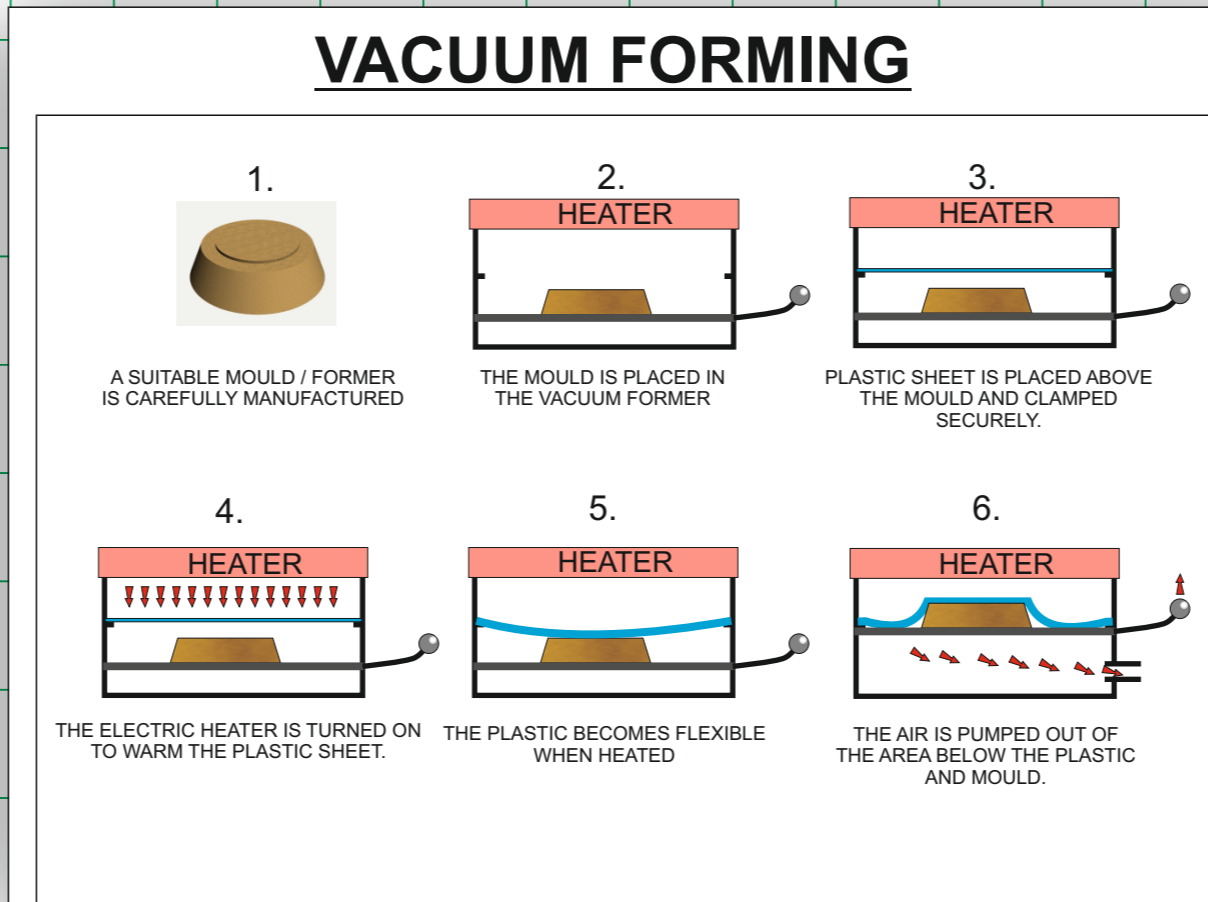 VACUUM FORMING
1.
A SUITABLE MOULD / FORMER
IS CAREFULLY MANUFACTURED
2.
HEATER
THE MOULD IS PLACED IN
THE VACUUM FORMER
3.
HEATER
PLASTIC SHEET IS PLACED ABOVE
THE MOULD AND CLAMPED
SECURELY.
4.
HEATER
THE ELECTRIC HEATER IS TURNED ON
TO WARM THE PLASTIC SHEET.
5.
HEATER
THE PLASTIC BECOMES FLEXIBLE
WHEN HEATED
6.
HEATER
THE AIR IS PUMPED OUT OF
THE AREA BELOW THE PLASTIC
AND MOULD.